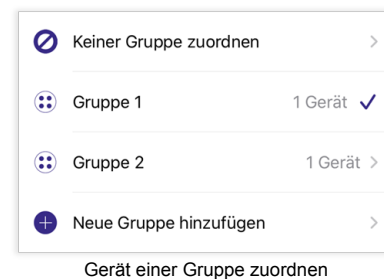 Keiner Gruppe zuordnen
Gruppe 1 1 Gerät
Gruppe 2 1 Gerät
Neue Gruppe hinzufügen
Gerät einer Gruppe zuordnen